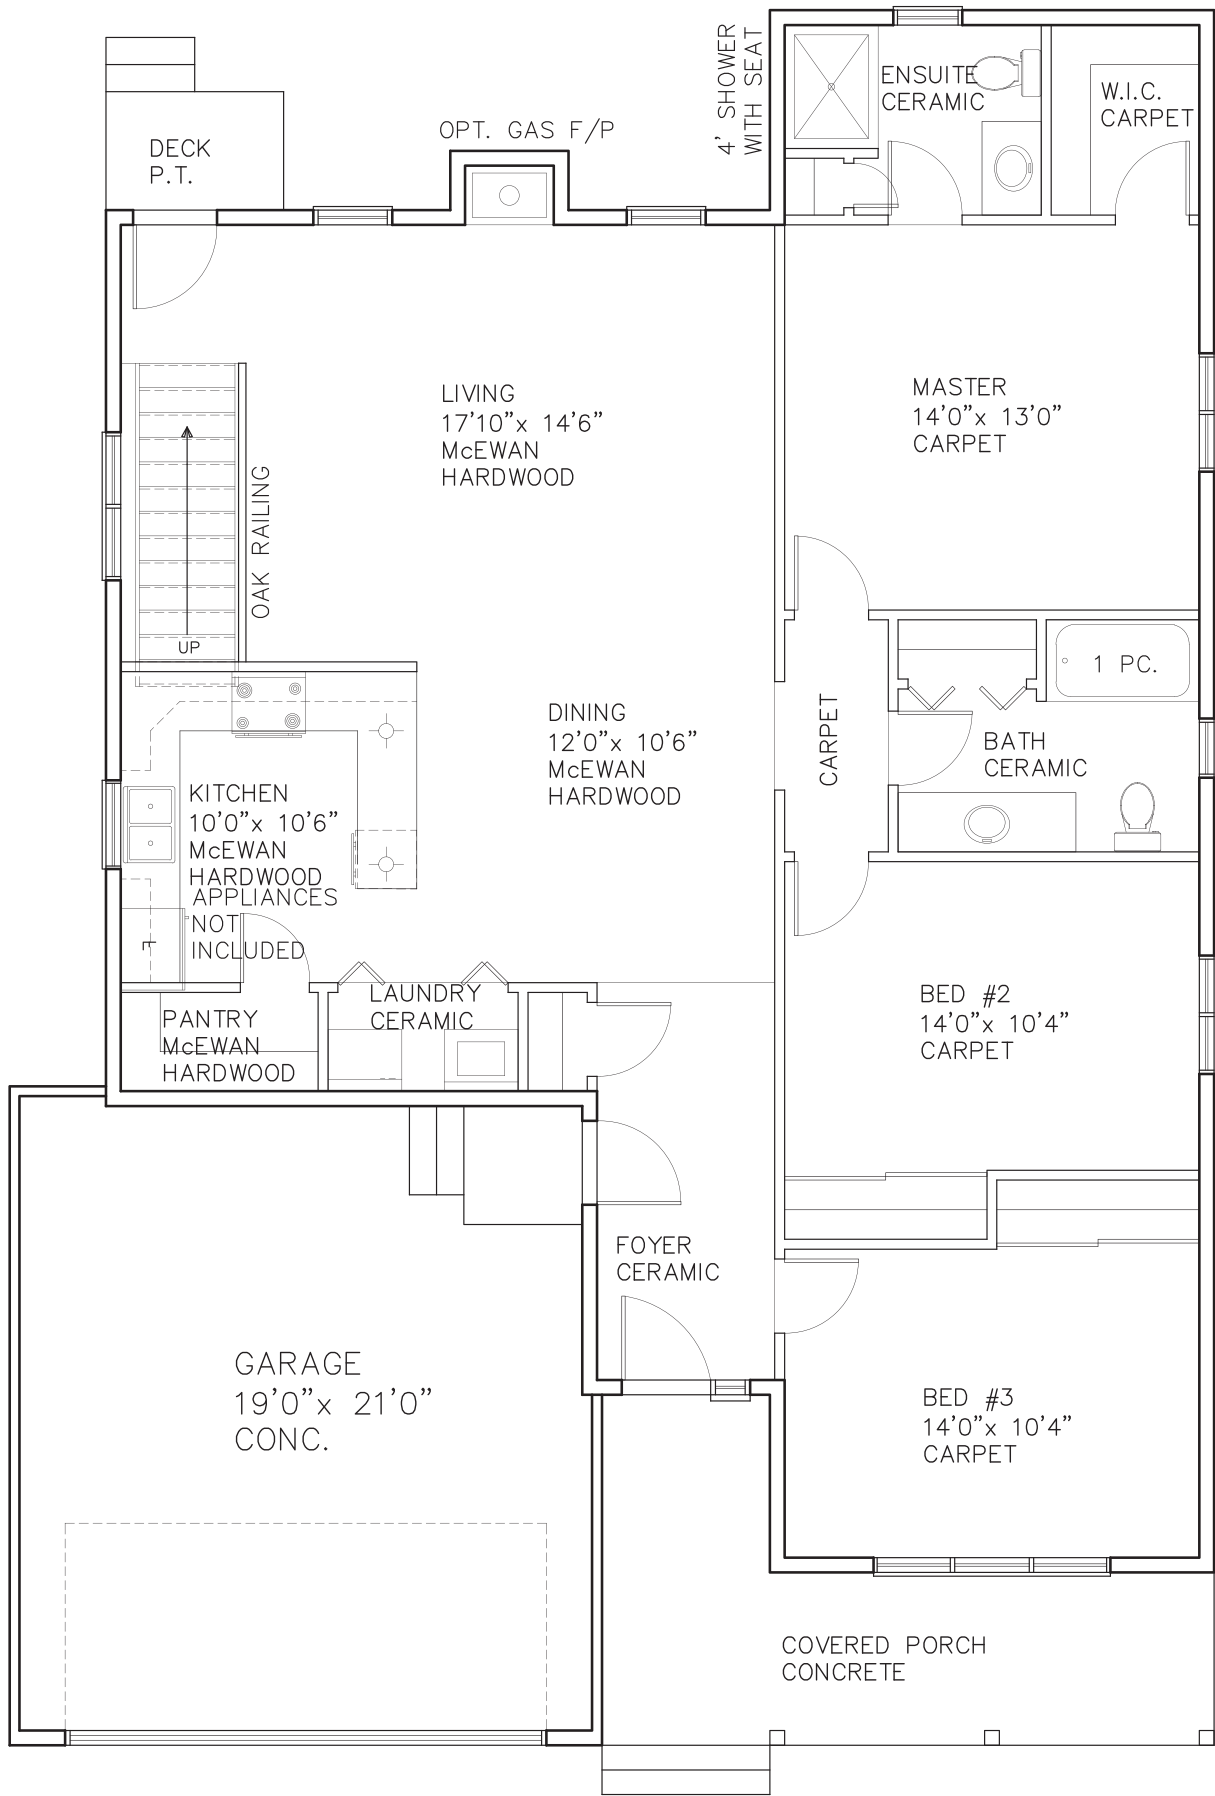 4' SHOWER
WITH SEAT
ENSUITE
CERAMIC
W.I.C.
CARPET
OPT. GAS F/P
DECK
P.T.
LIVING
17'10"x 14'6"
McEWAN
HARDWOOD
MASTER
14'0"x 13'0"
CARPET
OAK RAILING
UP
1 PC.
DINING
12'0"x 10'6"
McEWAN
HARDWOOD
CARPET
BATH
CERAMIC
KITCHEN
10'0"x 10'6"
McEWAN
HARDWOOD
APPLIANCES
NOT
INCLUDED
F
LAUNDRY
CERAMIC
PANTRY
McEWAN
HARDWOOD
BED #2
14'0"x 10'4"
CARPET
FOYER
CERAMIC
GARAGE
19'0"x 21'0"
CONC.
BED #3
14'0"x 10'4"
CARPET
COVERED PORCH
CONCRETE